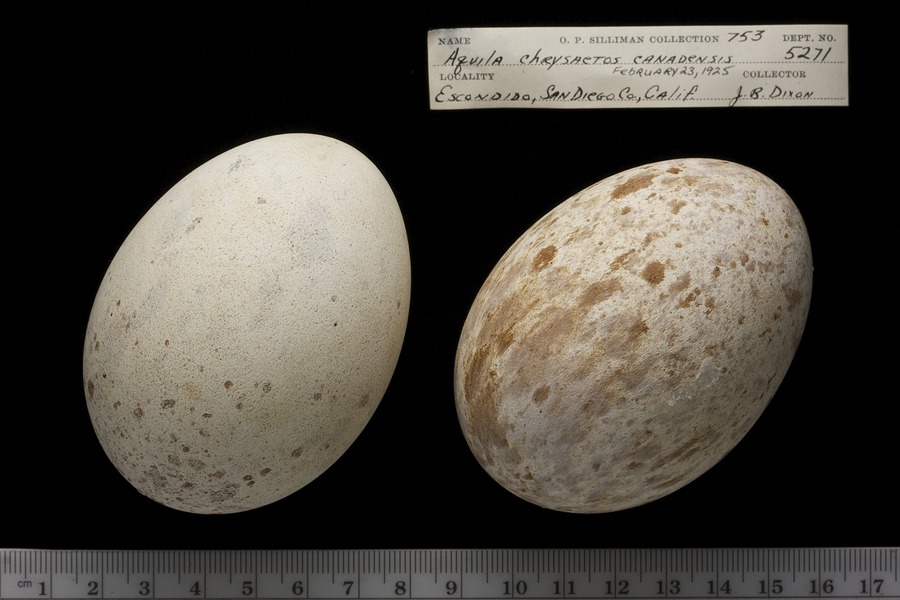 NAME O. P. SILLIMAN COLLECTION 753 DEPT. NO.
Aquila chrysaetos canadensis 5271
LOCALITY February 23, 1925 COLLECTOR
Escondido, San Diego Co., Calif. J. B. Dixon
cm 1 2 3 4 5 6 7 8 9 10 11 12 13 14 15 16 17